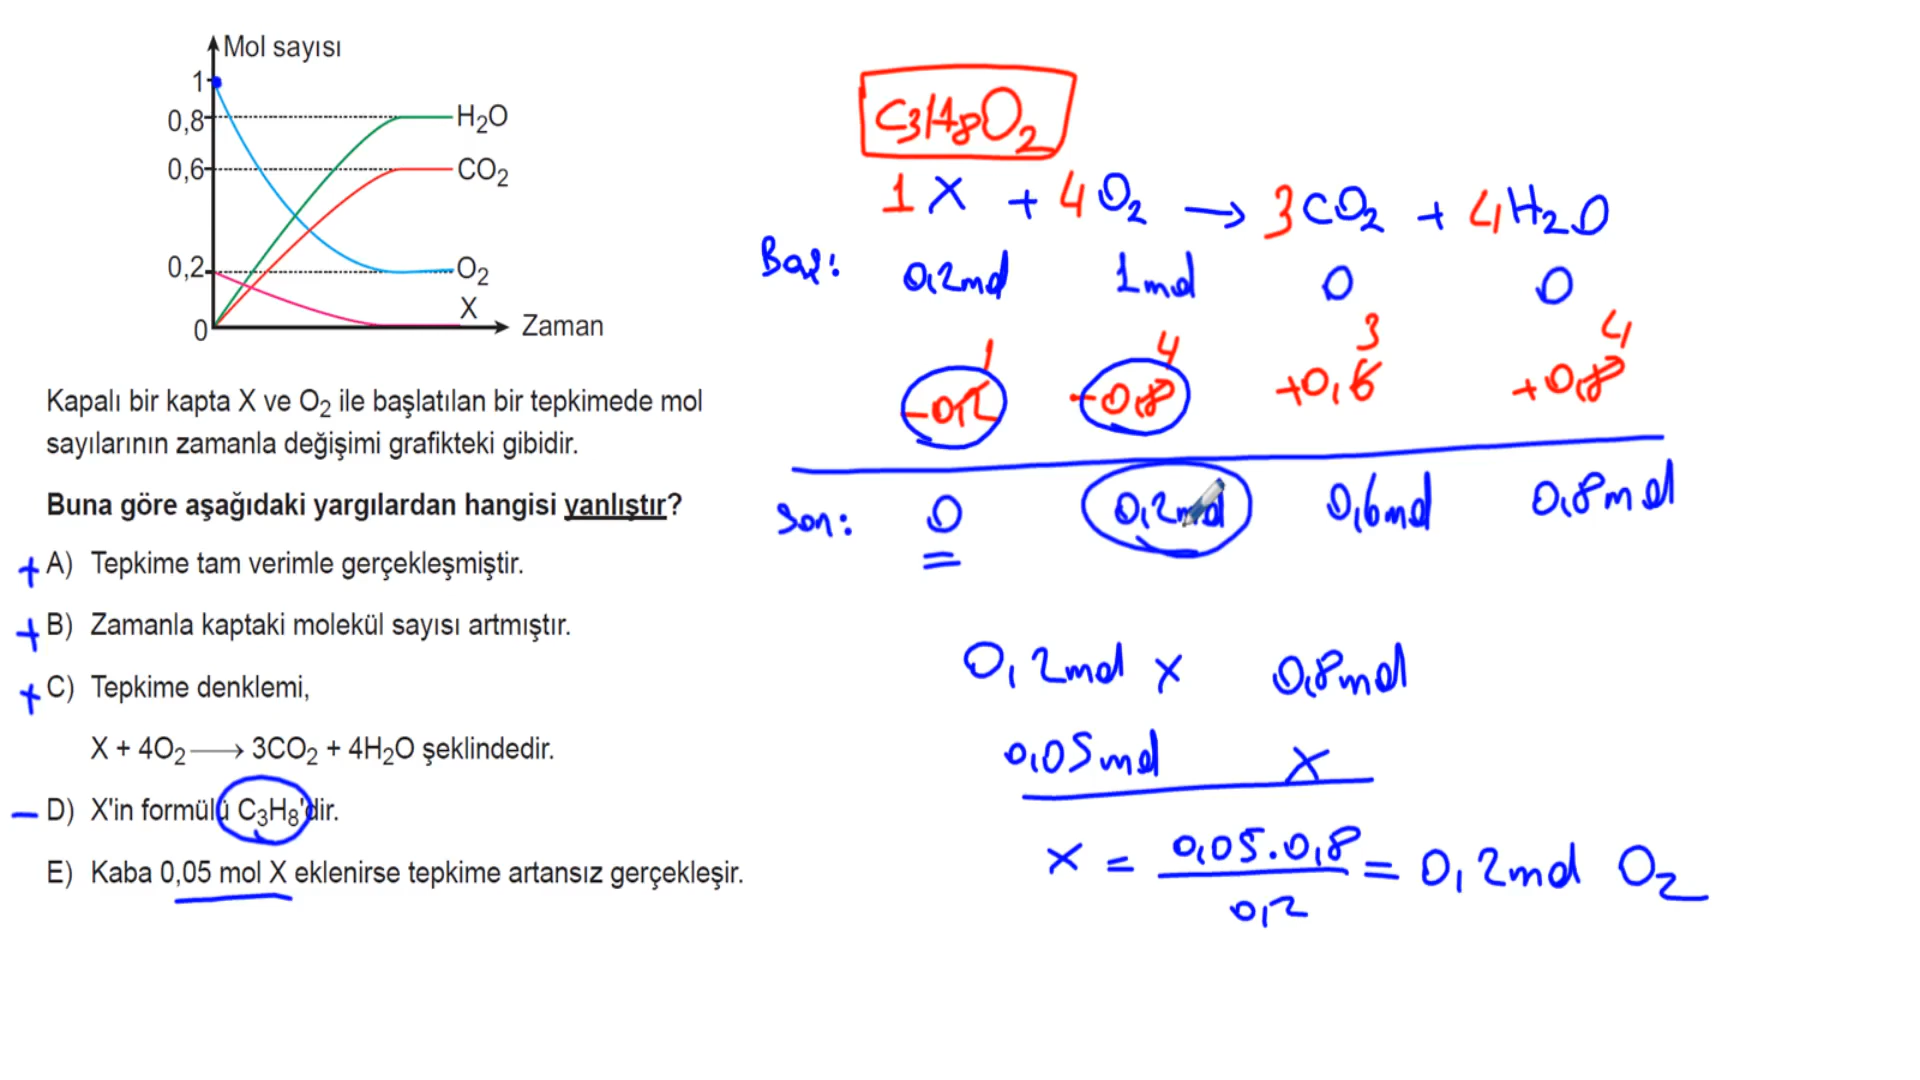 Mol sayısı
1
0,8
H₂O
0,6
CO₂
0,2
O₂
X
0
Zaman
Kapalı bir kapta X ve O₂ ile başlatılan bir tepkimede mol
sayılarının zamanla değişimi grafikteki gibidir.
Buna göre aşağıdaki yargılardan hangisi yanlıştır?
+ A) Tepkime tam verimle gerçekleşmiştir.
+ B) Zamanla kaptaki molekül sayısı artmıştır.
+ C) Tepkime denklemi,
X + 4O₂ ⟶ 3CO₂ + 4H₂O şeklindedir.
– D) X'in formülü C₃H₈'dir.
E) Kaba 0,05 mol X eklenirse tepkime artansız gerçekleşir.
C₃H₈O₂
1X + 4O₂ → 3CO₂ + 4H₂O
Baş: 0,2mol 1mol 0 0
1 4 3 4
-0,2 -0,8 +0,6 +0,8
Son: 0 0,2mol 0,6mol 0,8mol
0,2mol X 0,8mol
0,05mol X
X = 0,05.0,8 = 0,2mol O₂
0,2